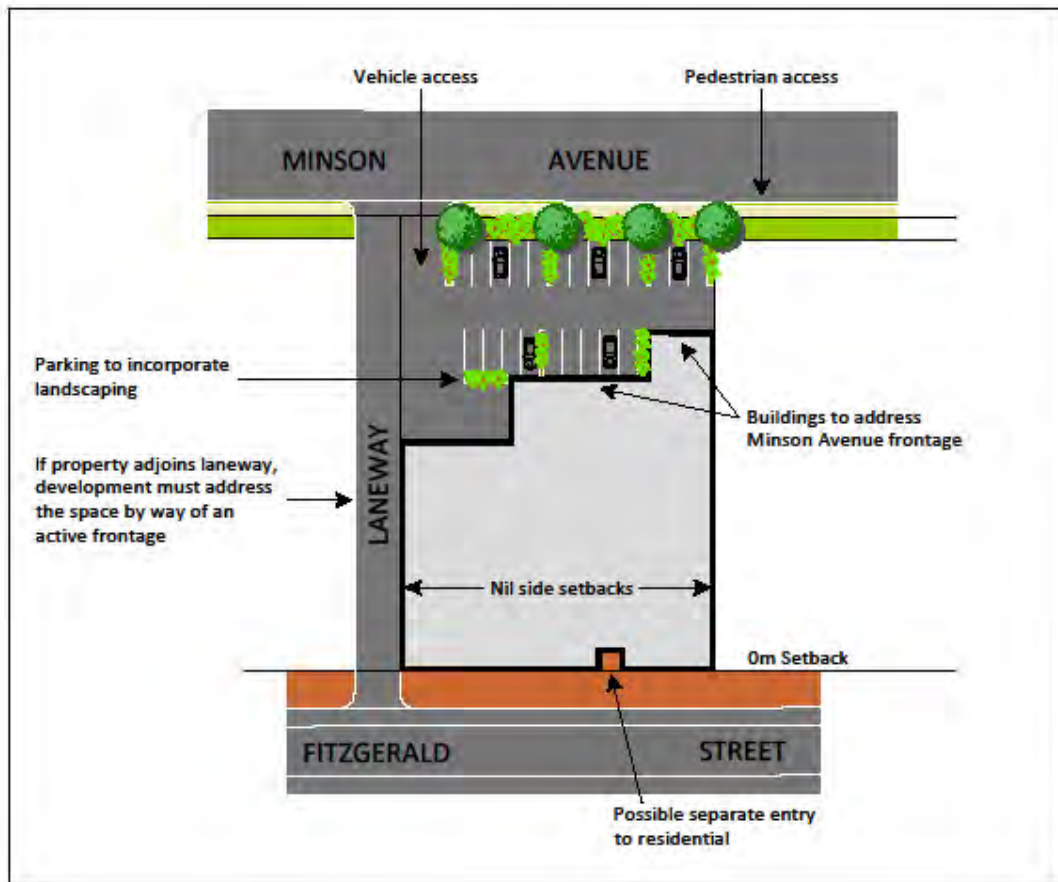 Vehicle access
Pedestrian access
MINSON AVENUE
Parking to incorporate
landscaping
Buildings to address
Minson Avenue frontage
If property adjoins laneway,
development must address
the space by way of an
active frontage
LANEWAY
Nil side setbacks
0m Setback
FITZGERALD STREET
Possible separate entry
to residential